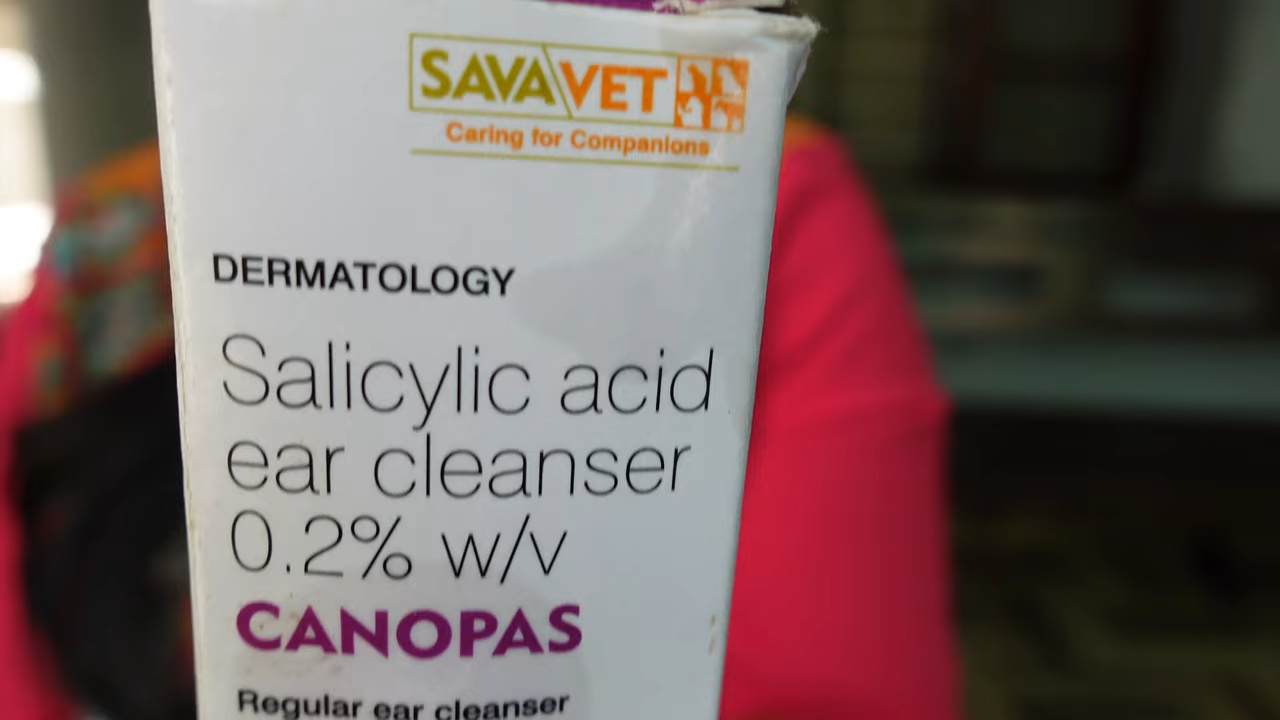 SAVAVET
Caring for Companions
DERMATOLOGY
Salicylic acid
ear cleanser
0.2% w/v
CANOPAS
Regular ear cleanser